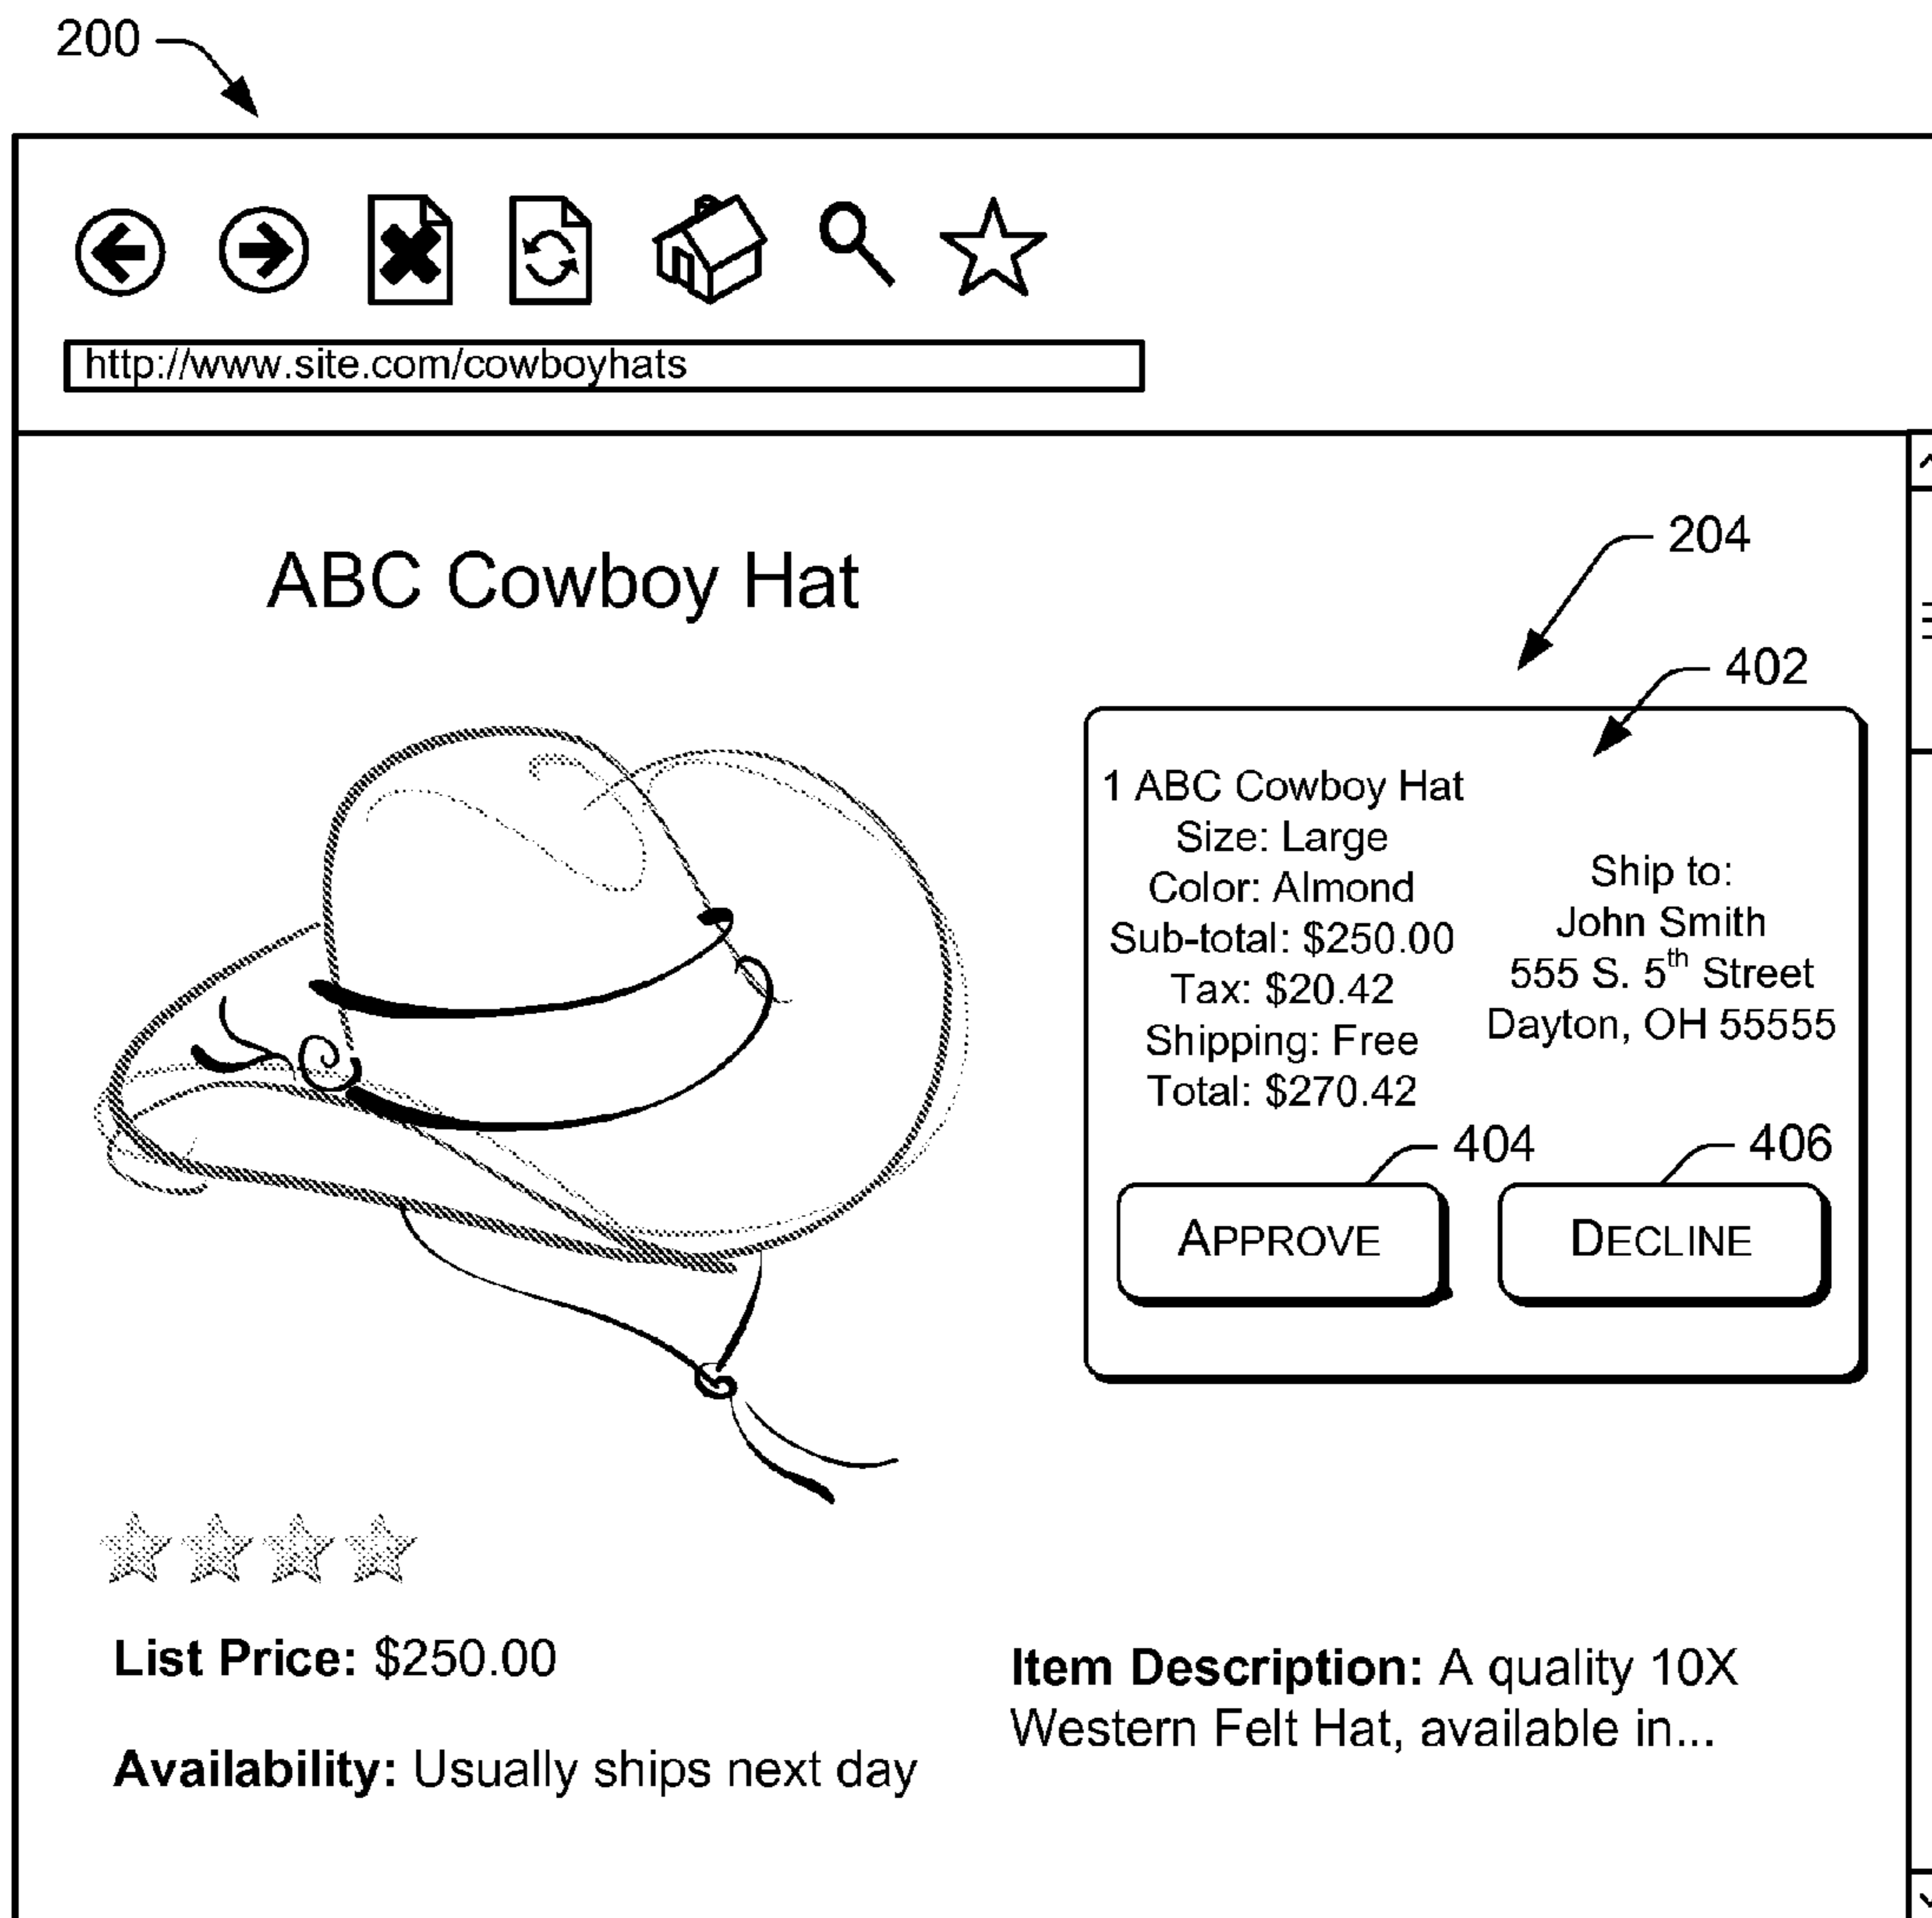 200
http://www.site.com/cowboyhats
204
ABC Cowboy Hat
402
1 ABC Cowboy Hat
Size: Large
Color: Almond
Sub-total: $250.00
Tax: $20.42
Shipping: Free
Total: $270.42
Ship to:
John Smith
555 S. 5th Street
Dayton, OH 55555
404
406
APPROVE
DECLINE
List Price: $250.00
Availability: Usually ships next day
Item Description: A quality 10X
Western Felt Hat, available in...